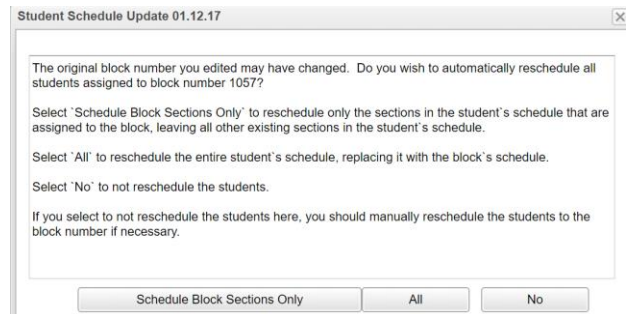 Student Schedule Update 01.12.17
The original block number you edited may have changed.  Do you wish to automatically reschedule all
students assigned to block number 1057?
Select `Schedule Block Sections Only` to reschedule only the sections in the student`s schedule that are
assigned to the block, leaving all other existing sections in the student`s schedule.
Select `All` to reschedule the entire student`s schedule, replacing it with the block`s schedule.
Select `No` to not reschedule the students.
If you select to not reschedule the students here, you should manually reschedule the students to the
block number if necessary.
Schedule Block Sections Only All No